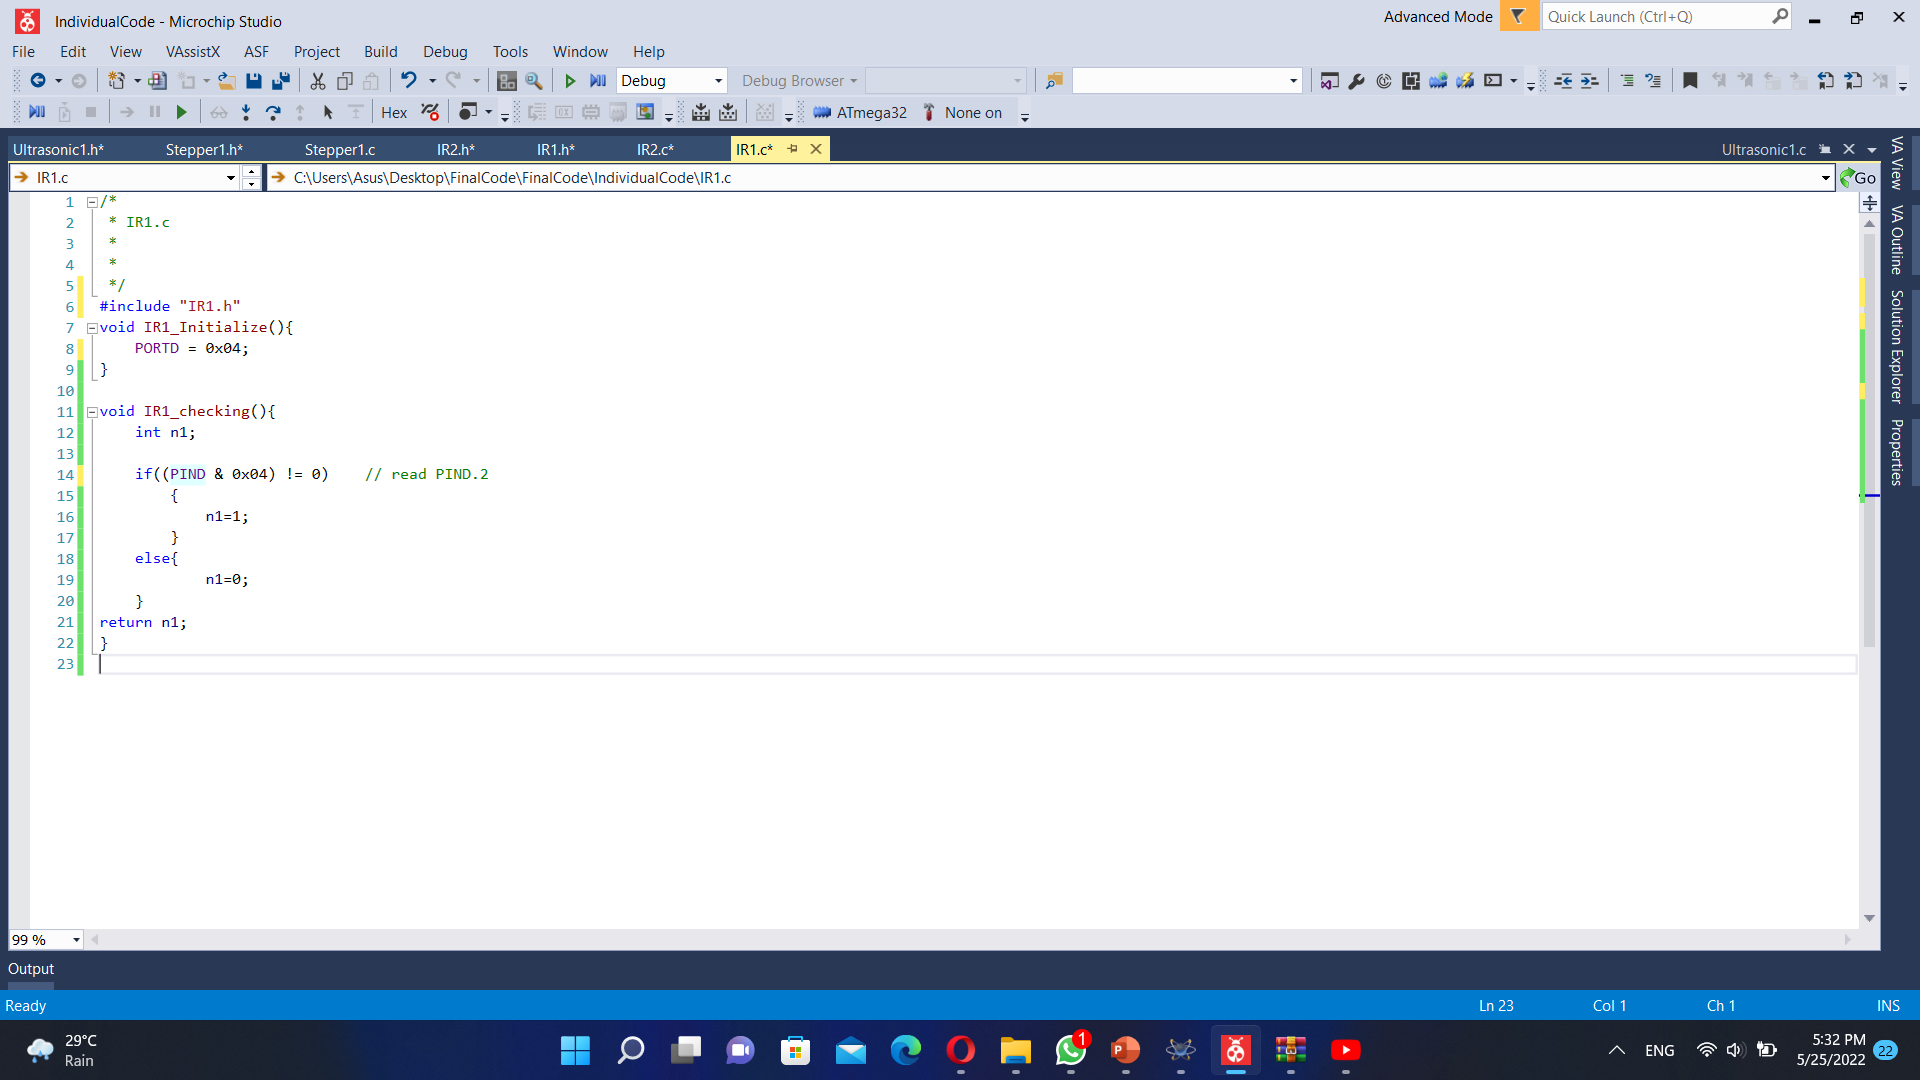 IndividualCode - Microchip Studio
Advanced Mode
Quick Launch (Ctrl+Q)
File Edit View VAssistX ASF Project Build Debug Tools Window Help
Debug
Debug Browser
Hex
ATmega32
None on
Ultrasonic1.h* Stepper1.h* Stepper1.c IR2.h* IR1.h* IR2.c* IR1.c* Ultrasonic1.c
IR1.c
C:\Users\Asus\Desktop\FinalCode\FinalCode\IndividualCode\IR1.c
Go
1 /*
2 * IR1.c
3 *
4 *
5 */
6 #include "IR1.h"
7 void IR1_Initialize(){
8 PORTD = 0x04;
9 }
10
11 void IR1_checking(){
12 int n1;
13
14 if((PIND & 0x04) != 0) // read PIND.2
15 {
16 n1=1;
17 }
18 else{
19 n1=0;
20 }
21 return n1;
22 }
23
VA View
VA Outline
Solution Explorer
Properties
99 %
Output
Ready
Ln 23 Col 1 Ch 1 INS
29°C
Rain
1
ENG
5:32 PM
5/25/2022
22